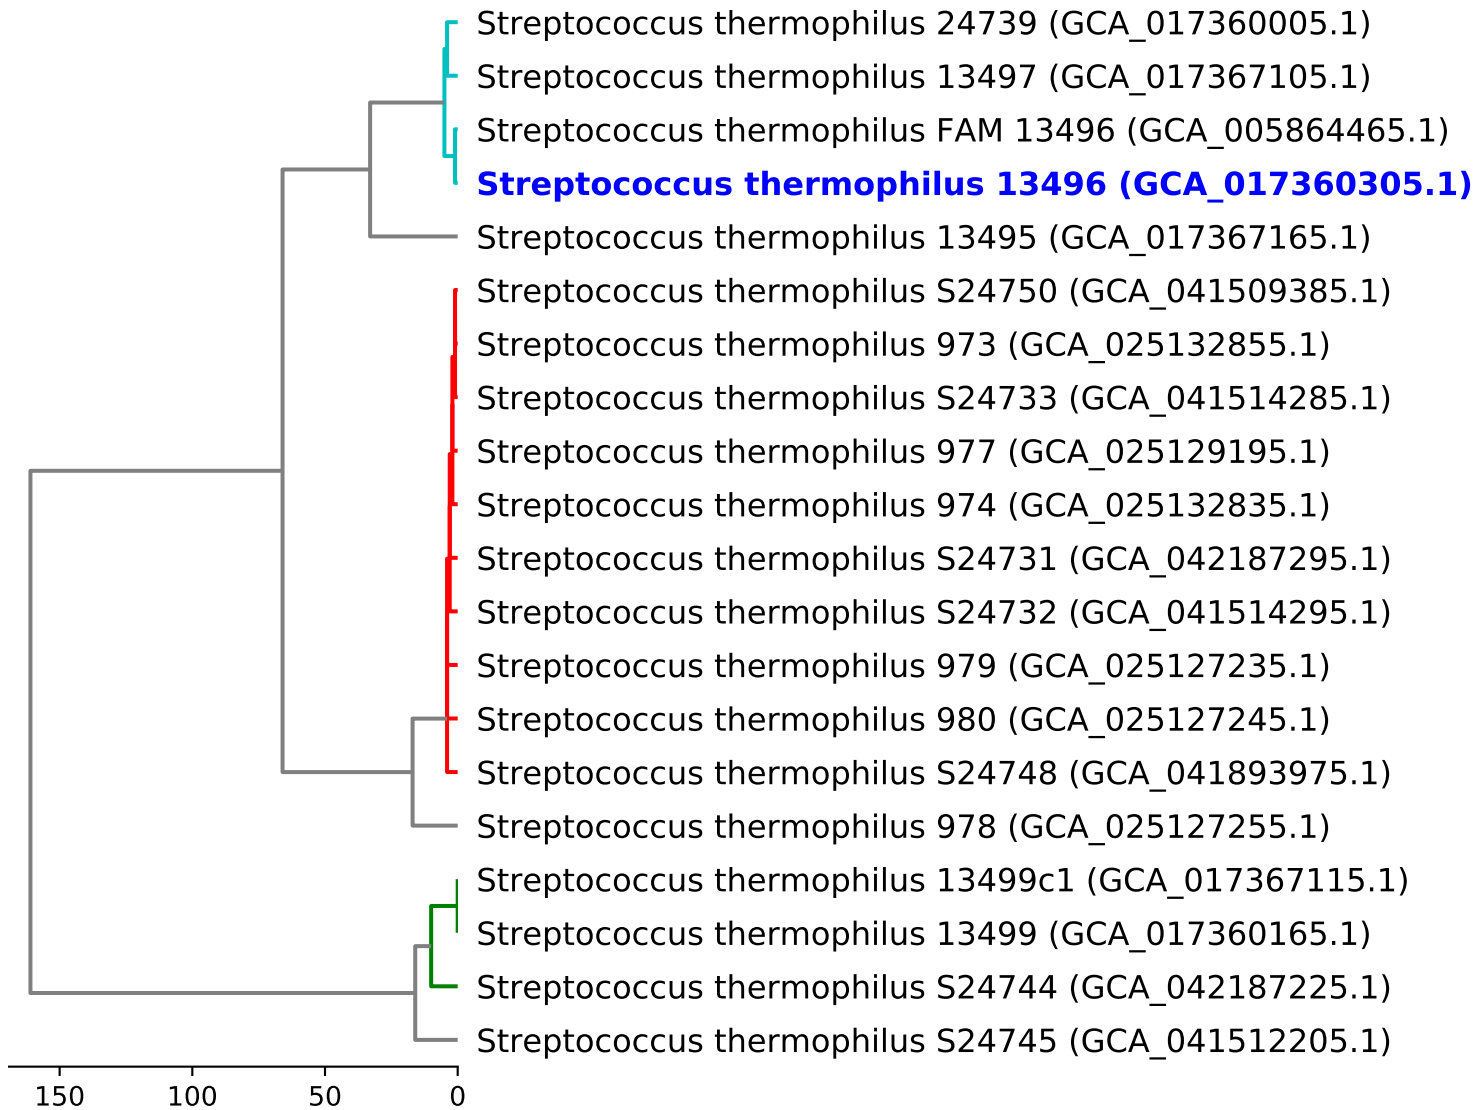 Streptococcus thermophilus 24739 (GCA_017360005.1)
Streptococcus thermophilus 13497 (GCA_017367105.1)
Streptococcus thermophilus FAM 13496 (GCA_005864465.1)
Streptococcus thermophilus 13496 (GCA_017360305.1)
Streptococcus thermophilus 13495 (GCA_017367165.1)
Streptococcus thermophilus S24750 (GCA_041509385.1)
Streptococcus thermophilus 973 (GCA_025132855.1)
Streptococcus thermophilus S24733 (GCA_041514285.1)
Streptococcus thermophilus 977 (GCA_025129195.1)
Streptococcus thermophilus 974 (GCA_025132835.1)
Streptococcus thermophilus S24731 (GCA_042187295.1)
Streptococcus thermophilus S24732 (GCA_041514295.1)
Streptococcus thermophilus 979 (GCA_025127235.1)
Streptococcus thermophilus 980 (GCA_025127245.1)
Streptococcus thermophilus S24748 (GCA_041893975.1)
Streptococcus thermophilus 978 (GCA_025127255.1)
Streptococcus thermophilus 13499c1 (GCA_017367115.1)
Streptococcus thermophilus 13499 (GCA_017360165.1)
Streptococcus thermophilus S24744 (GCA_042187225.1)
Streptococcus thermophilus S24745 (GCA_041512205.1)
150 100 50 0